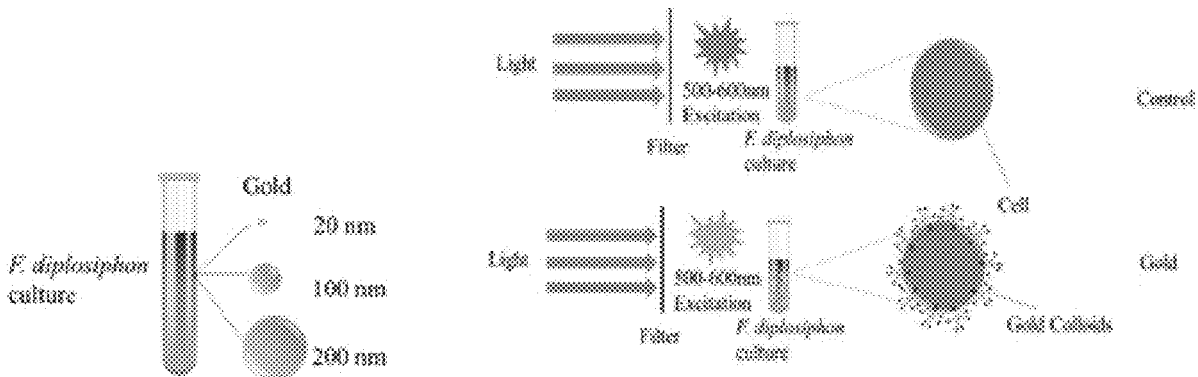 Gold
20 nm
F. diplosiphon
culture
100 nm
200 nm
Light
500-600nm
Excitation
Filter
F. diplosiphon
culture
Cell
Control
Light
500-600nm
Excitation
Filter
F. diplosiphon
culture
Gold Colloids
Gold